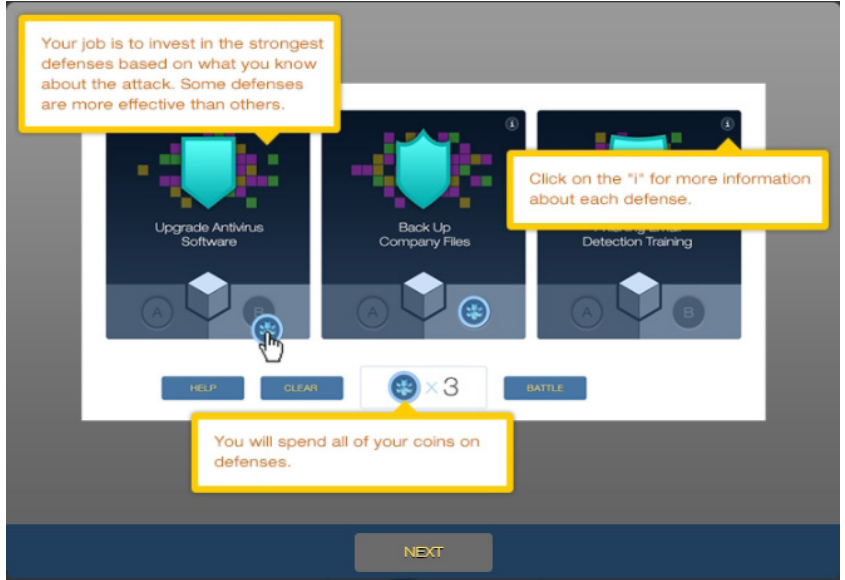 Your job is to invest in the strongest
defenses based on what you know
about the attack. Some defenses
are more effective than others.
Click on the "i" for more information
about each defense.
Upgrade Antivirus
Software
Back Up
Company Files
Detection Training
A
B
A
A
B
HELP
CLEAR
× 3
BATTLE
You will spend all of your coins on
defenses.
NEXT